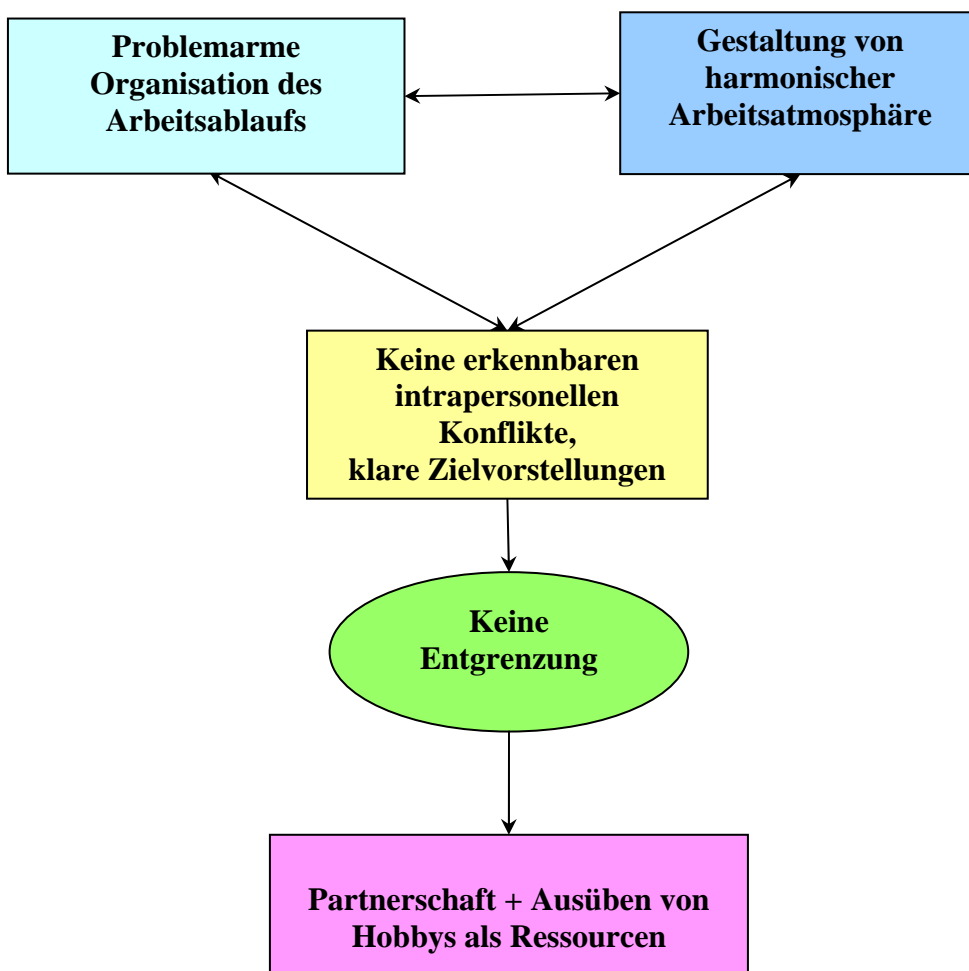 Problemarme
Organisation des
Arbeitsablaufs
Gestaltung von
harmonischer
Arbeitsatmosphäre
Keine erkennbaren
intrapersonellen
Konflikte,
klare Zielvorstellungen
Keine
Entgrenzung
Partnerschaft + Ausüben von
Hobbys als Ressourcen